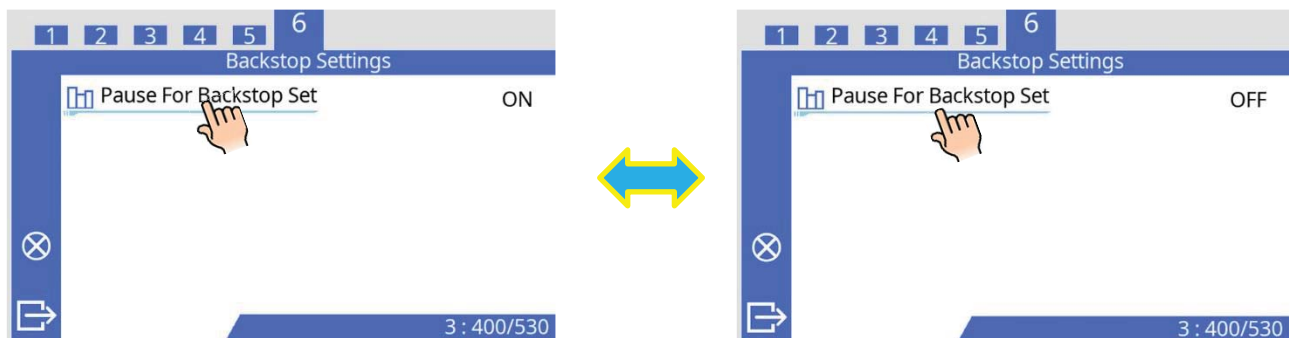 1 2 3 4 5 6
Backstop Settings
Pause For Backstop Set ON
3 : 400/530
1 2 3 4 5 6
Backstop Settings
Pause For Backstop Set OFF
3 : 400/530